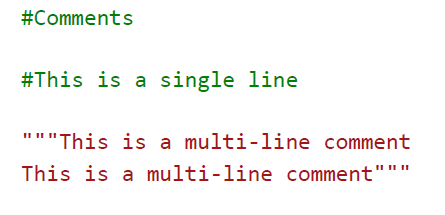 #Comments
#This is a single line
"""This is a multi-line comment
This is a multi-line comment"""